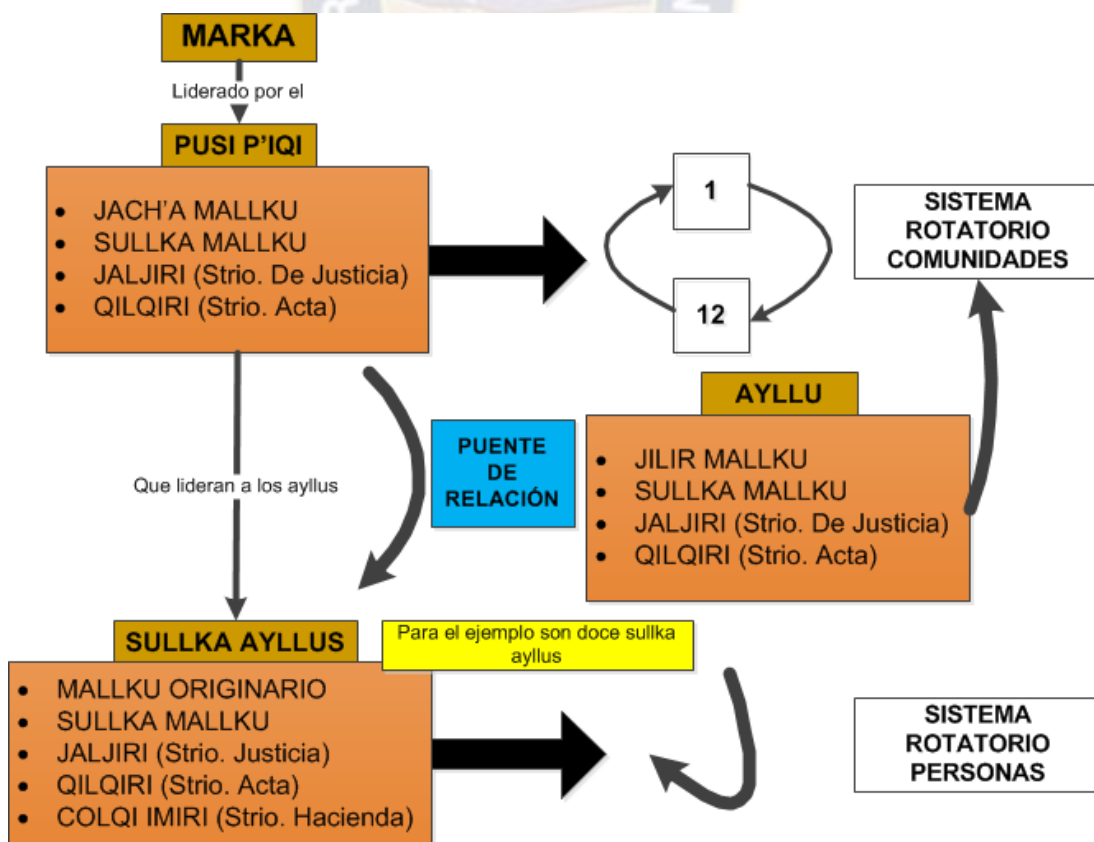 MARKA
Liderado por el
PUSI P'IQI
• JACH'A MALLKU
• SULLKA MALLKU
• JALJIRI (Strio. De Justicia)
• QILQIRI (Strio. Acta)
1
12
SISTEMA
ROTATORIO
COMUNIDADES
Que lideran a los ayllus
PUENTE
DE
RELACIÓN
AYLLU
• JILIR MALLKU
• SULLKA MALLKU
• JALJIRI (Strio. De Justicia)
• QILQIRI (Strio. Acta)
SULLKA AYLLUS
Para el ejemplo son doce sullka
ayllus
• MALLKU ORIGINARIO
• SULLKA MALLKU
• JALJIRI (Strio. Justicia)
• QILQIRI (Strio. Acta)
• COLQI IMIRI (Strio. Hacienda)
SISTEMA
ROTATORIO
PERSONAS